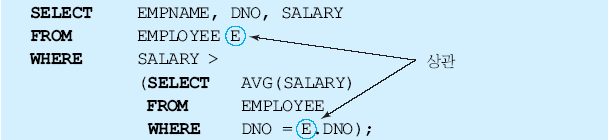 SELECT EMPNAME, DNO, SALARY
FROM EMPLOYEE E
WHERE SALARY >
상관
(SELECT AVG(SALARY)
FROM EMPLOYEE
WHERE DNO = E.DNO);